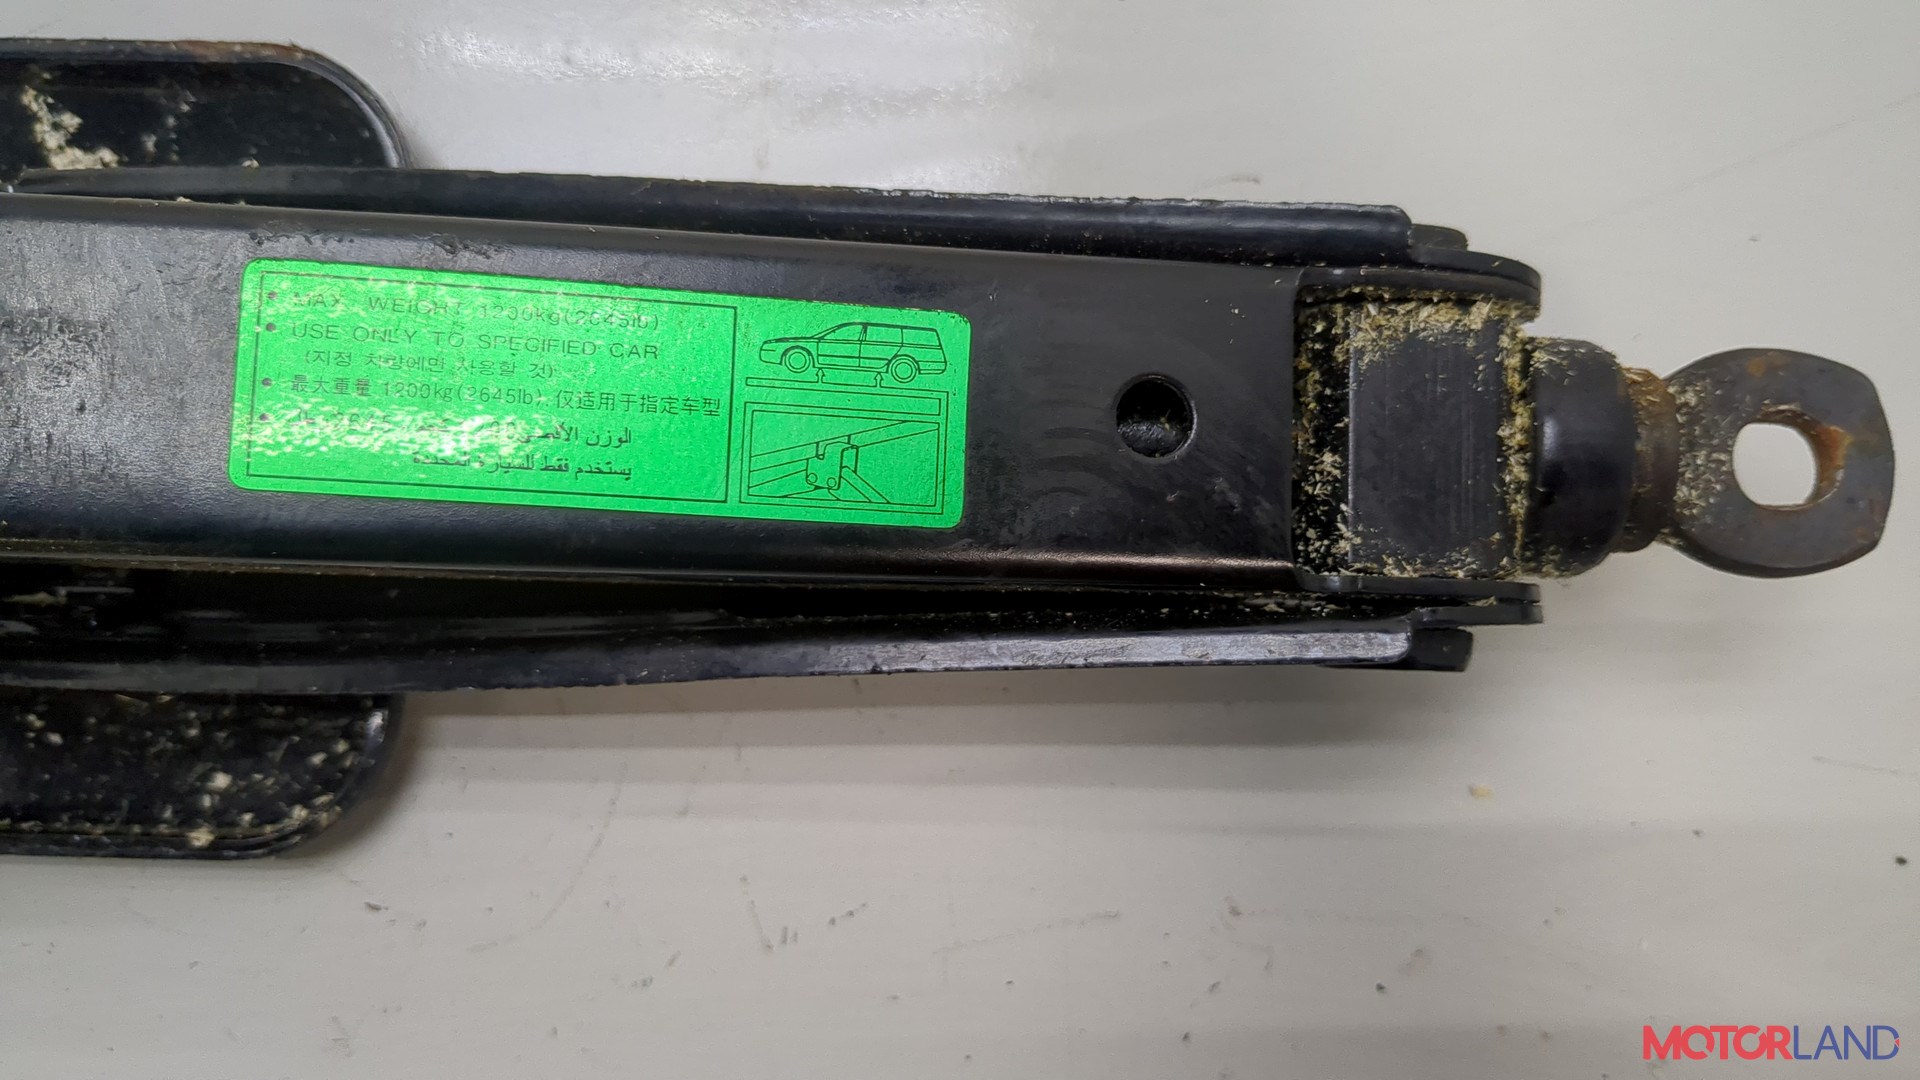 • MAX. WEIGHT 1200kg(2645lb)
• USE ONLY TO SPECIFIED CAR
(지정 차량에만 사용할 것)
• 最大重量 1200kg(2645lb), 仅适用于指定车型
• الوزن الأقصى
يستخدم فقط للسيارة المحددة
MOTORLAND